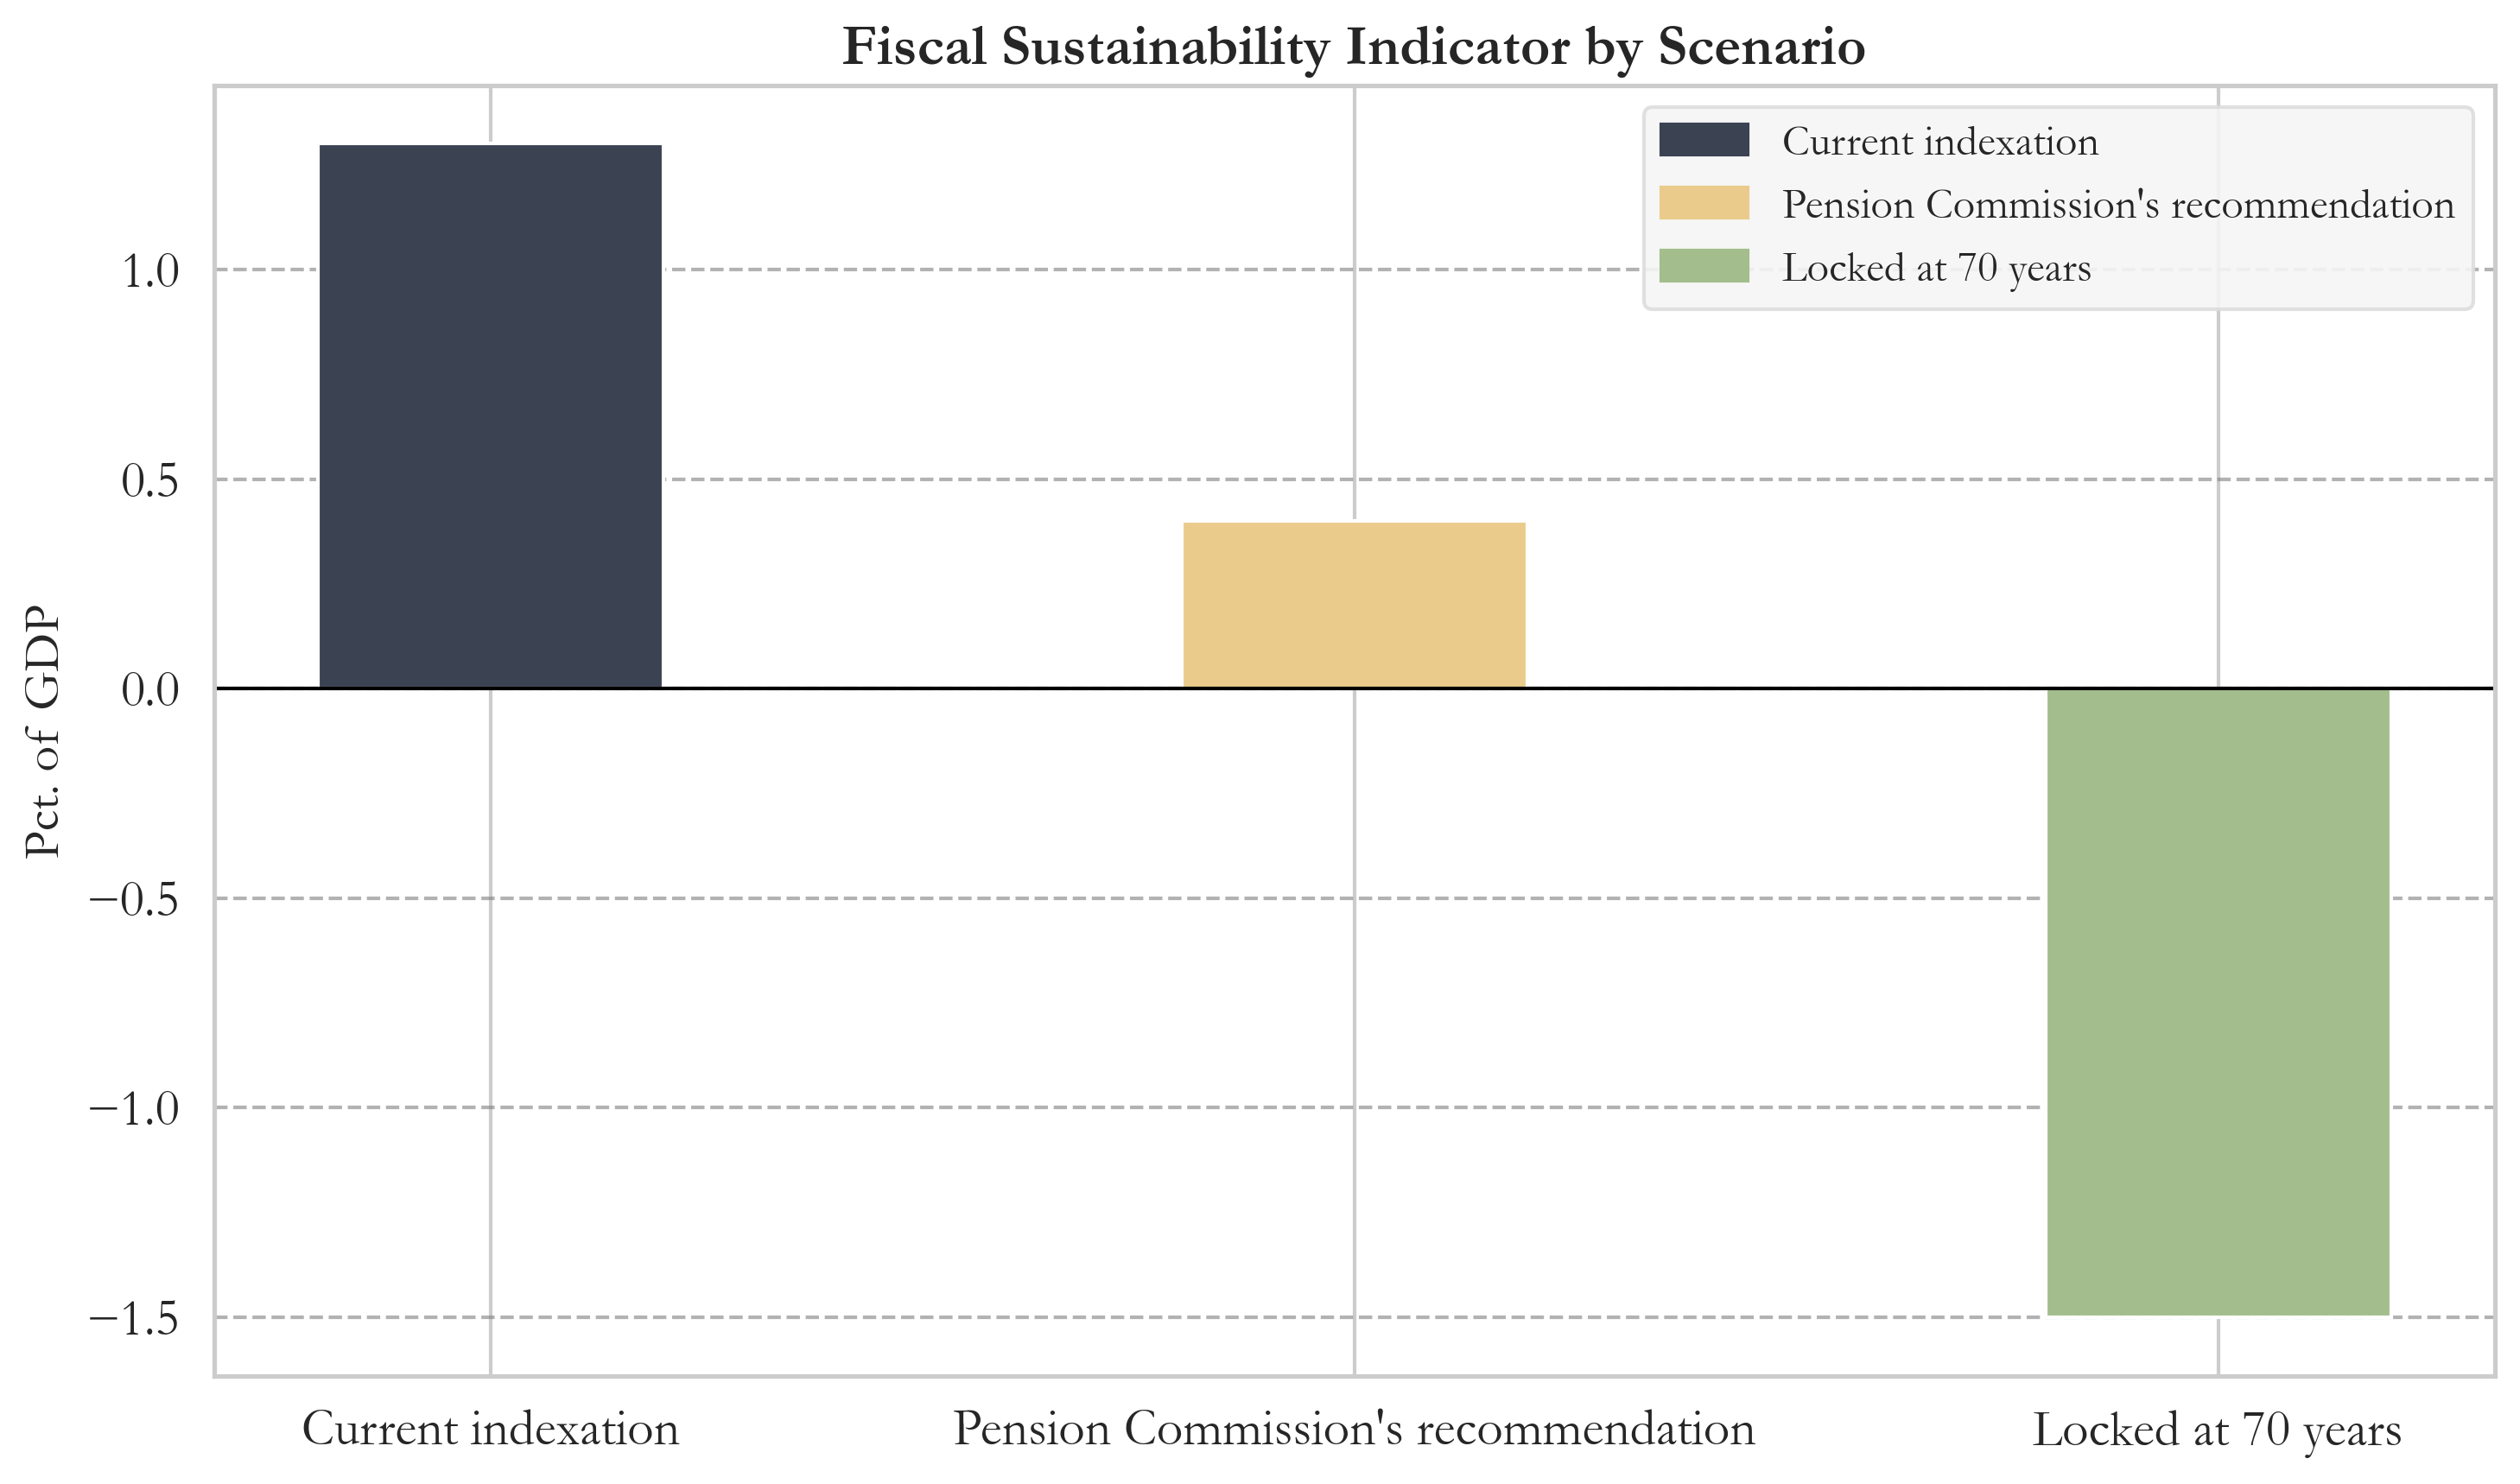 Fiscal Sustainability Indicator by Scenario
Current indexation
Pension Commission's recommendation
Locked at 70 years
Pct. of GDP
1.0
0.5
0.0
−0.5
−1.0
−1.5
Current indexation
Pension Commission's recommendation
Locked at 70 years